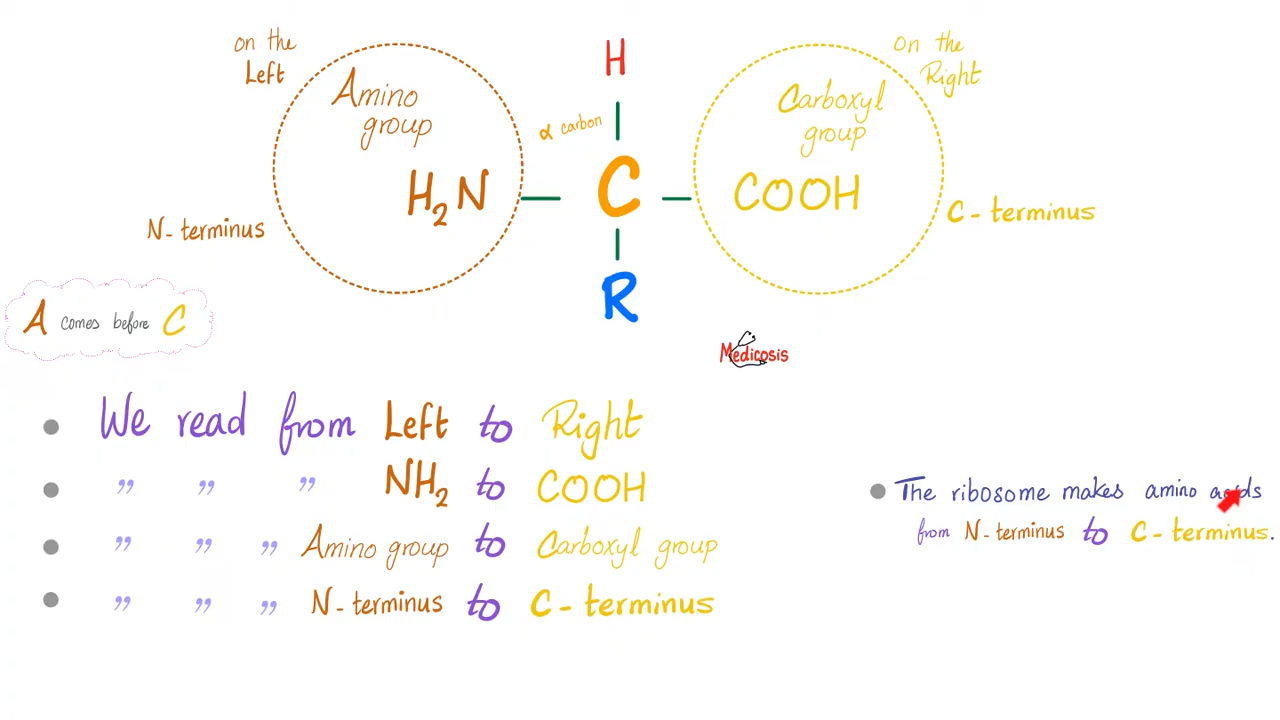 on the
Left
Amino
group
H₂N
N- terminus
H
α carbon
C
R
on the
Right
Carboxyl
group
COOH
C - terminus
A comes before C
Medicosis
We read from Left to Right
” ” ” NH₂ to COOH
” ” ” Amino group to Carboxyl group
” ” ” N- terminus to C - terminus
The ribosome makes amino acids
from N- terminus to C - terminus.